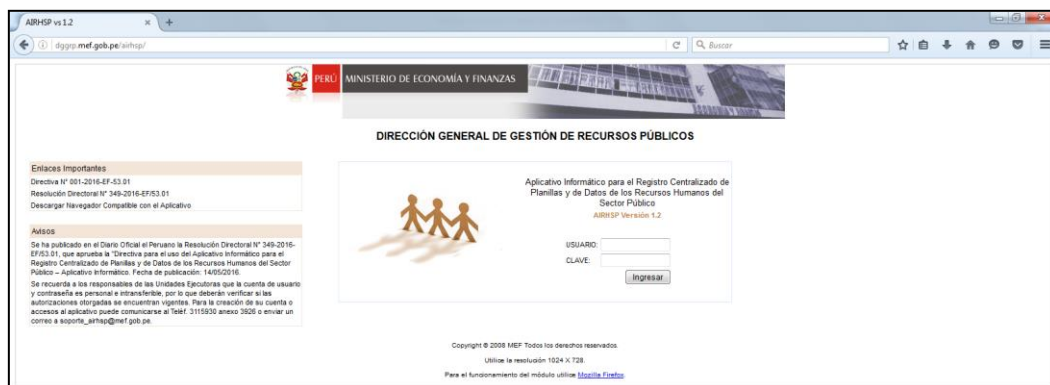 AIRHSP vs 1.2
dggrp.mef.gob.pe/airhsp/
Buscar
PERÚ MINISTERIO DE ECONOMÍA Y FINANZAS
DIRECCIÓN GENERAL DE GESTIÓN DE RECURSOS PÚBLICOS
Enlaces Importantes
Directiva N° 001-2016-EF-53.01
Resolución Directoral N° 349-2016-EF/53.01
Descargar Navegador Compatible con el Aplicativo
Avisos
Se ha publicado en el Diario Oficial el Peruano la Resolución Directoral N° 349-2016-
EF/53.01, que aprueba la "Directiva para el uso del Aplicativo Informático para el
Registro Centralizado de Planillas y de Datos de los Recursos Humanos del Sector
Público – Aplicativo Informático. Fecha de publicación: 14/05/2016.
Se recuerda a los responsables de las Unidades Ejecutoras que la cuenta de usuario
y contraseña es personal e intransferible, por lo que deberán verificar si las
autorizaciones otorgadas se encuentran vigentes. Para la creación de su cuenta o
accesos al aplicativo puede comunicarse al Teléf. 3115930 anexo 3826 o enviar un
correo a soporte_airhsp@mef.gob.pe.
Aplicativo Informático para el Registro Centralizado de
Planillas y de Datos de los Recursos Humanos del
Sector Público
AIRHSP Versión 1.2
USUARIO:
CLAVE:
Ingresar
Copyright © 2008 MEF Todos los derechos reservados.
Utilice la resolución 1024 X 728.
Para el funcionamiento del módulo utilice Mozilla Firefox.